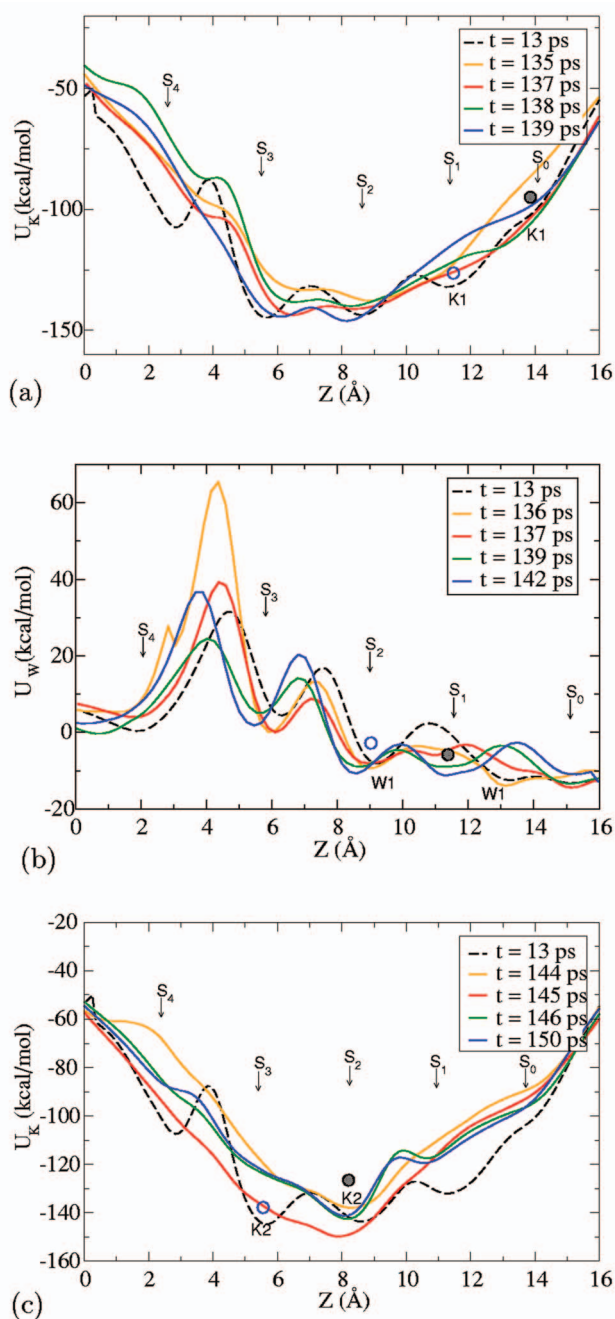 -50
-100
-150
U_K (kcal/mol)
t = 13 ps
t = 135 ps
t = 137 ps
t = 138 ps
t = 139 ps
S_4
S_3
S_2
S_1
S_0
K1
K1
0 2 4 6 8 10 12 14 16
Z (Å)
(a)
60
40
20
0
-20
U_W (kcal/mol)
t = 13 ps
t = 136 ps
t = 137 ps
t = 139 ps
t = 142 ps
S_4
S_3
S_2
S_1
S_0
W1
W1
0 2 4 6 8 10 12 14 16
Z (Å)
(b)
-20
-40
-60
-80
-100
-120
-140
-160
U_K (kcal/mol)
t = 13 ps
t = 144 ps
t = 145 ps
t = 146 ps
t = 150 ps
S_4
S_3
S_2
S_1
S_0
K2
K2
0 2 4 6 8 10 12 14 16
Z (Å)
(c)